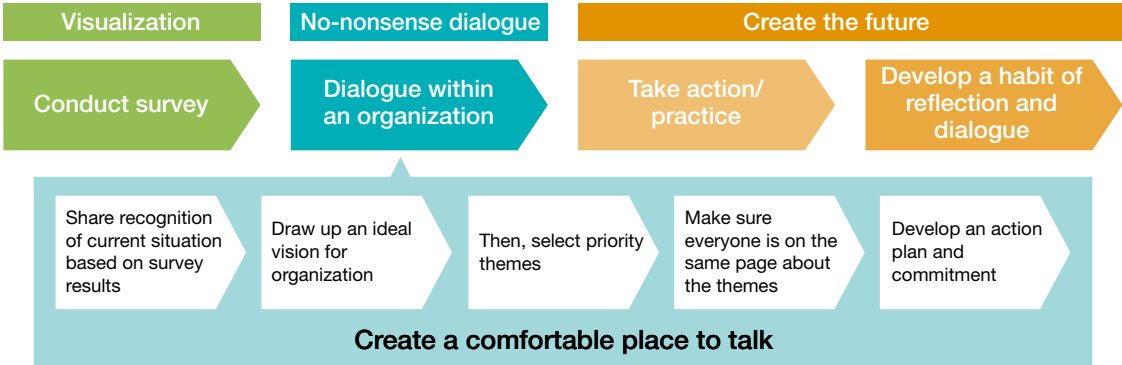 Visualization
No-nonsense dialogue
Create the future
Conduct survey
Dialogue within
an organization
Take action/
practice
Develop a habit of
reflection and
dialogue
Share recognition
of current situation
based on survey
results
Draw up an ideal
vision for
organization
Then, select priority
themes
Make sure
everyone is on the
same page about
the themes
Develop an action
plan and
commitment
Create a comfortable place to talk